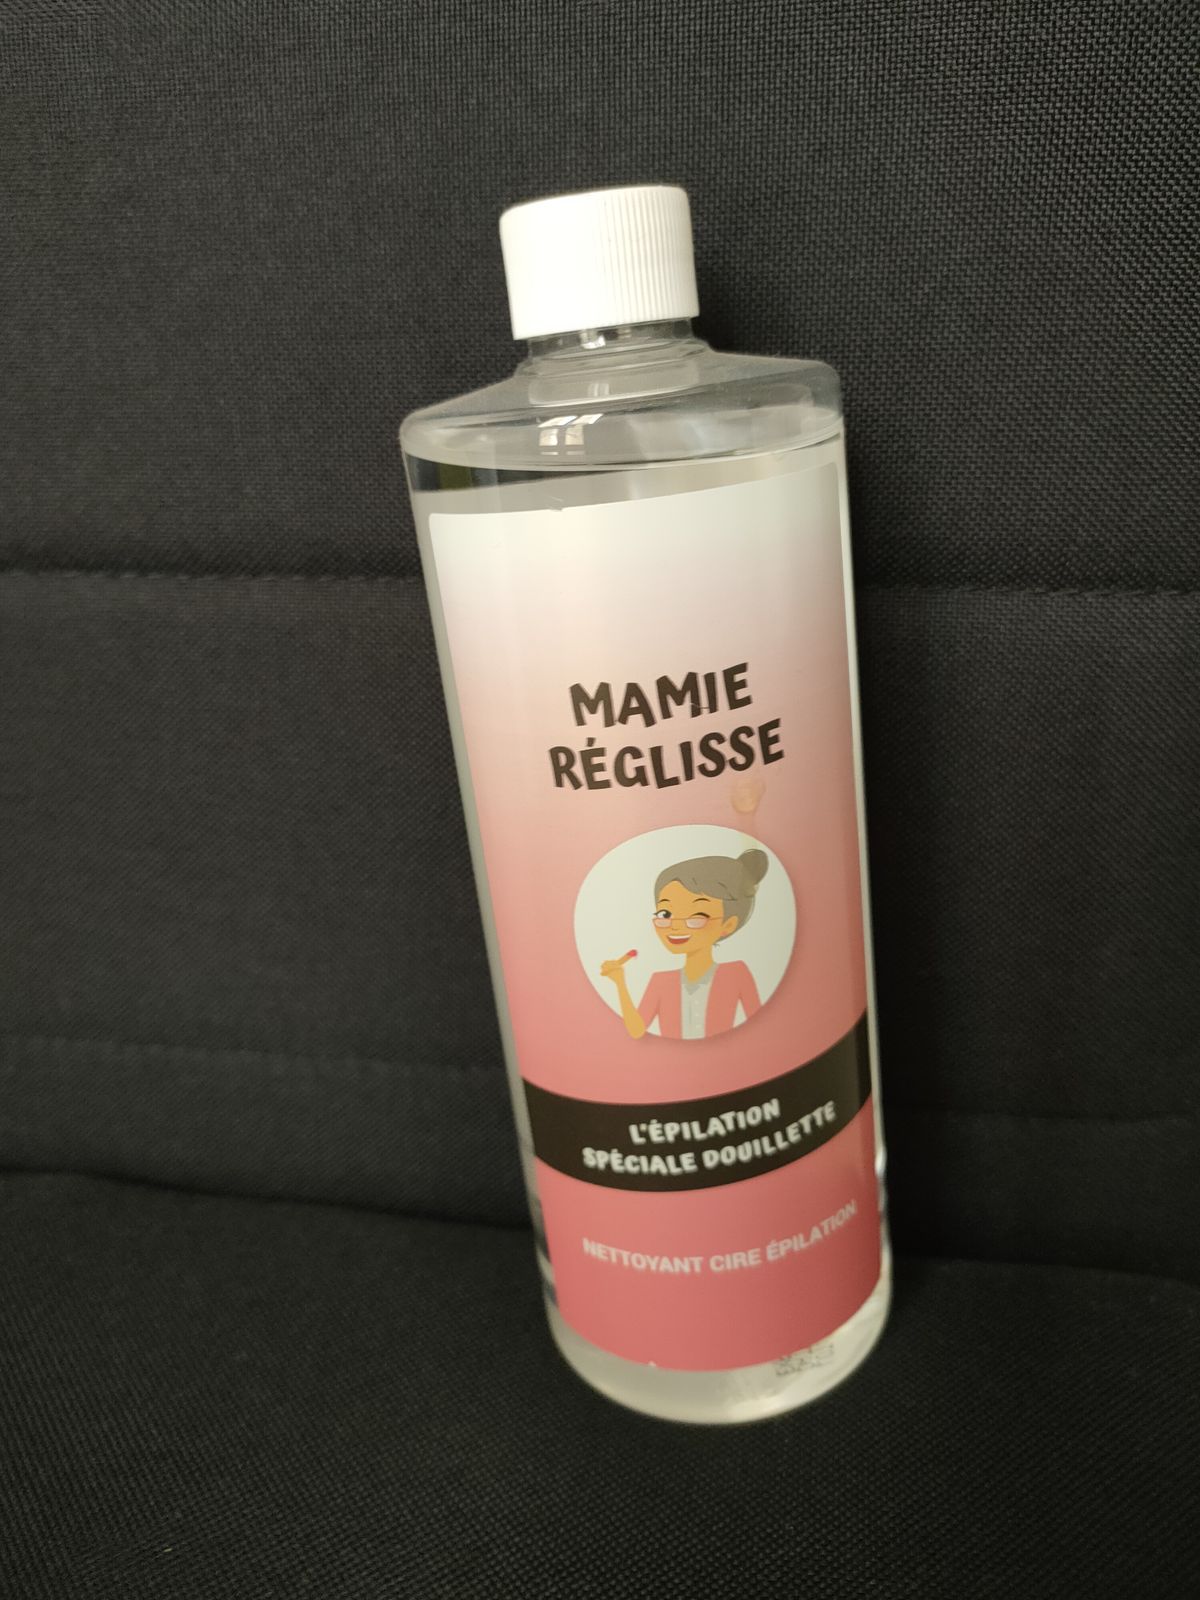 MAMIE
RÉGLISSE
L'ÉPILATION
SPÉCIALE DOUILLETTE
NETTOYANT CIRE ÉPILATION